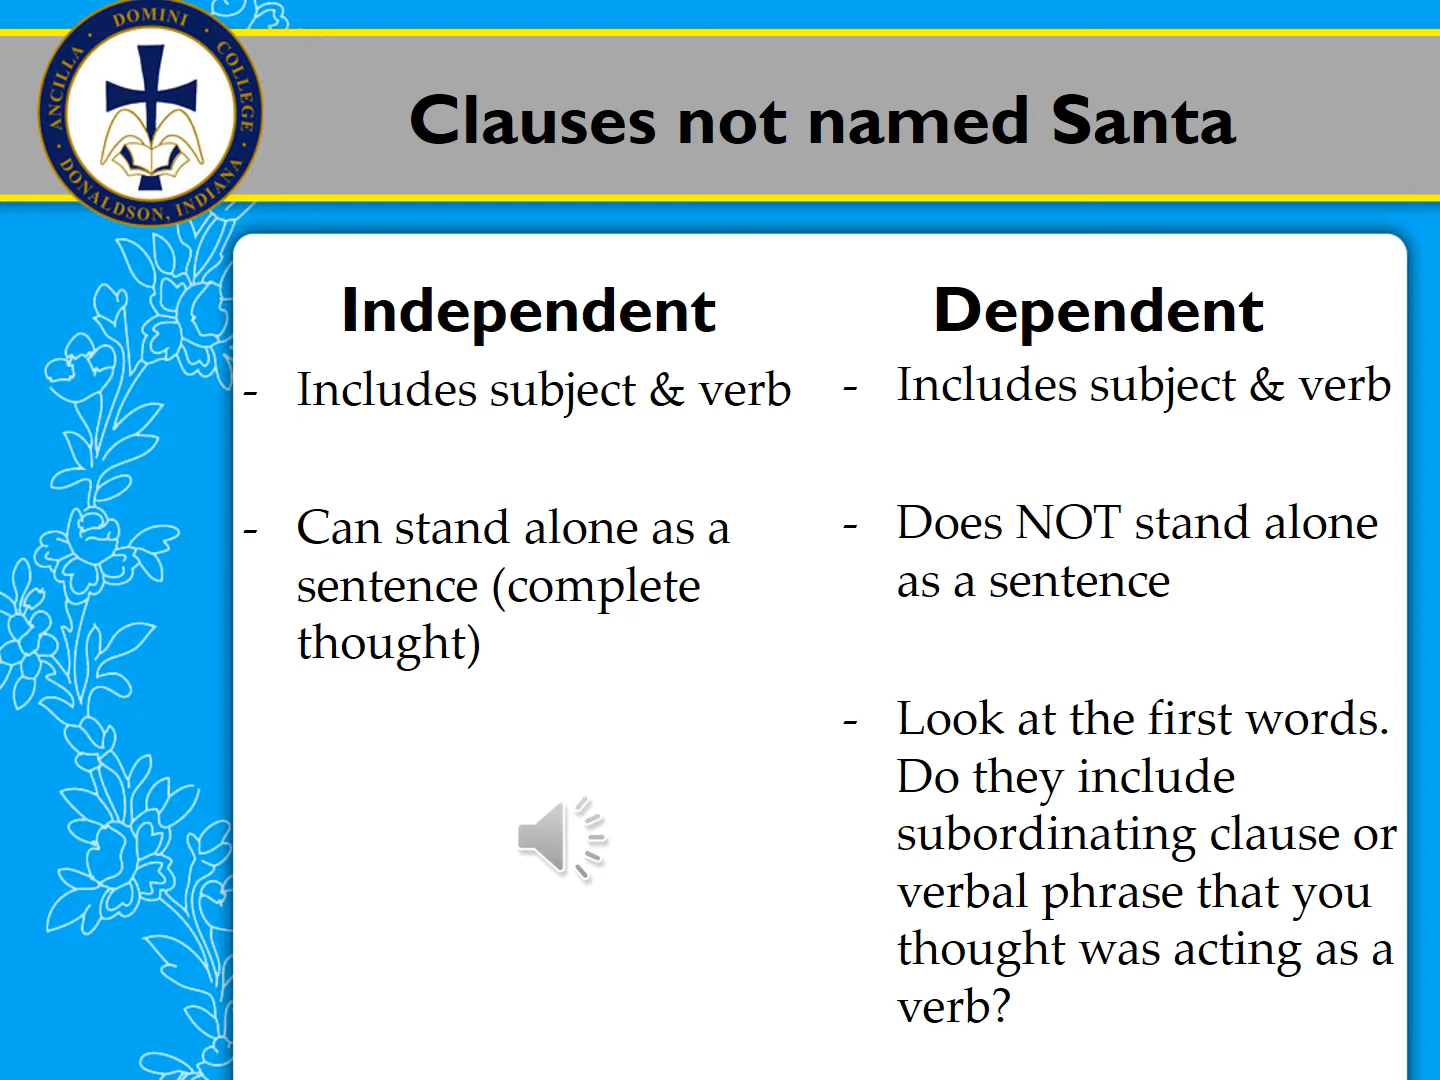 ANCILLA · DOMINI · COLLEGE ·
· DONALDSON, INDIANA
Clauses not named Santa
Independent
- Includes subject & verb
- Can stand alone as a
sentence (complete
thought)
Dependent
- Includes subject & verb
- Does NOT stand alone
as a sentence
- Look at the first words.
Do they include
subordinating clause or
verbal phrase that you
thought was acting as a
verb?